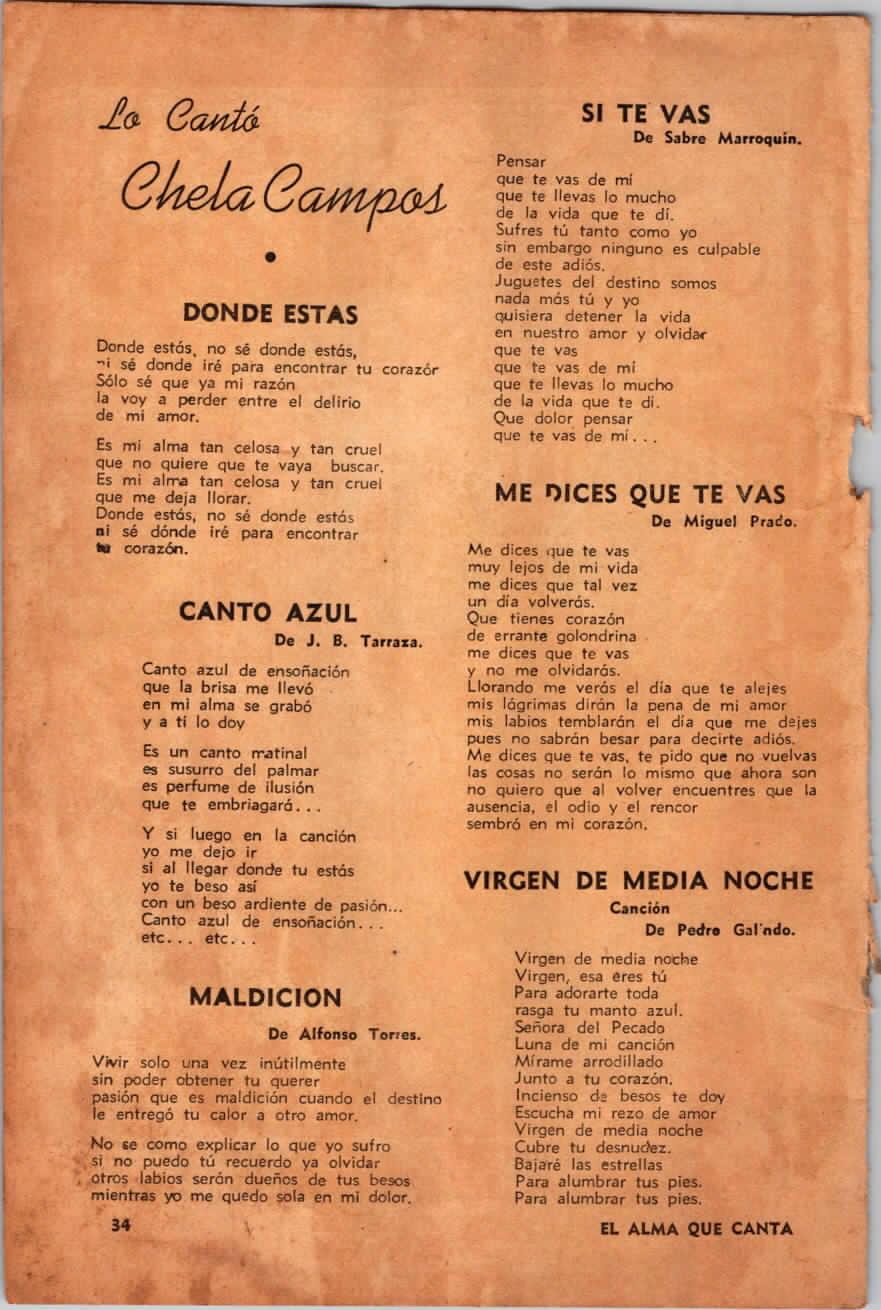 Lo Cantó
Chela Campos
DONDE ESTAS
Donde estás, no sé donde estás,
ni sé donde iré para encontrar tu corazór
Sólo sé que ya mi razón
la voy a perder entre el delirio
de mi amor.
Es mi alma tan celosa y tan cruel
que no quiere que te vaya buscar.
Es mi alma tan celosa y tan cruel
que me deja llorar.
Donde estás, no sé donde estás
ni sé dónde iré para encontrar
tu corazón.
CANTO AZUL
De J. B. Tarraza.
Canto azul de ensoñación
que la brisa me llevó
en mi alma se grabó
y a ti lo doy
Es un canto matinal
es susurro del palmar
es perfume de ilusión
que te embriagará...
Y si luego en la canción
yo me dejo ir
si al llegar donde tu estás
yo te beso así
con un beso ardiente de pasión...
Canto azul de ensoñación...
etc... etc...
MALDICION
De Alfonso Torres.
Vivir solo una vez inútilmente
sin poder obtener tu querer
pasión que es maldición cuando el destino
le entregó tu calor a otro amor.
No se como explicar lo que yo sufro
si no puedo tú recuerdo ya olvidar
otros labios serán dueños de tus besos
mientras yo me quedo sola en mi dolor.
34
SI TE VAS
De Sabre Marroquín.
Pensar
que te vas de mí
que te llevas lo mucho
de la vida que te dí.
Sufres tú tanto como yo
sin embargo ninguno es culpable
de este adiós.
Juguetes del destino somos
nada más tú y yo
quisiera detener la vida
en nuestro amor y olvidar
que te vas
que te vas de mí
que te llevas lo mucho
de la vida que te di.
Que dolor pensar
que te vas de mí...
ME DICES QUE TE VAS
De Miguel Prado.
Me dices que te vas
muy lejos de mi vida
me dices que tal vez
un día volverás.
Que tienes corazón
de errante golondrina
me dices que te vas
y no me olvidarás.
Llorando me verás el día que te alejes
mis lágrimas dirán la pena de mi amor
mis labios temblarán el día que me dejes
pues no sabrán besar para decirte adiós.
Me dices que te vas, te pido que no vuelvas
las cosas no serán lo mismo que ahora son
no quiero que al volver encuentres que la
ausencia, el odio y el rencor
sembró en mi corazón.
VIRGEN DE MEDIA NOCHE
Canción
De Pedro Galindo.
Virgen de media noche
Virgen, esa eres tú
Para adorarte toda
rasga tu manto azul.
Señora del Pecado
Luna de mi canción
Mírame arrodillado
Junto a tu corazón.
Incienso de besos te doy
Escucha mi rezo de amor
Virgen de media noche
Cubre tu desnudez.
Bajaré las estrellas
Para alumbrar tus pies.
Para alumbrar tus pies.
EL ALMA QUE CANTA